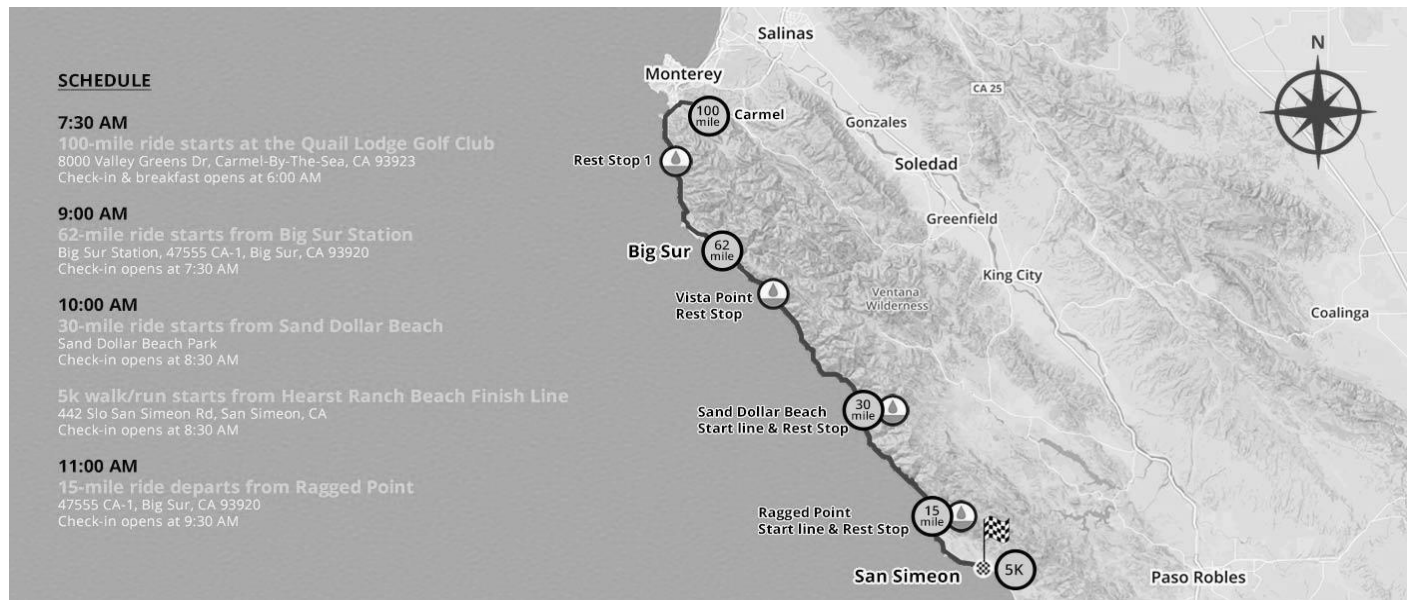 SCHEDULE
7:30 AM
100-mile ride starts at the Quail Lodge Golf Club
8000 Valley Greens Dr, Carmel-By-The-Sea, CA 93923
Check-in & breakfast opens at 6:00 AM
9:00 AM
62-mile ride starts from Big Sur Station
Big Sur Station, 47555 CA-1, Big Sur, CA 93920
Check-in opens at 7:30 AM
10:00 AM
30-mile ride starts from Sand Dollar Beach
Sand Dollar Beach Park
Check-in opens at 8:30 AM
5k walk/run starts from Hearst Ranch Beach Finish Line
442 Slo San Simeon Rd, San Simeon, CA
Check-in opens at 8:30 AM
11:00 AM
15-mile ride departs from Ragged Point
47555 CA-1, Big Sur, CA 93920
Check-in opens at 9:30 AM
Salinas
N
Monterey
CA 25
100
mile
Carmel
Gonzales
Rest Stop 1
Soledad
Greenfield
Big Sur
62
mile
King City
Vista Point
Rest Stop
Ventana
Wilderness
Coalinga
Sand Dollar Beach
Start line & Rest Stop
30
mile
Ragged Point
Start line & Rest Stop
15
mile
San Simeon
5K
Paso Robles